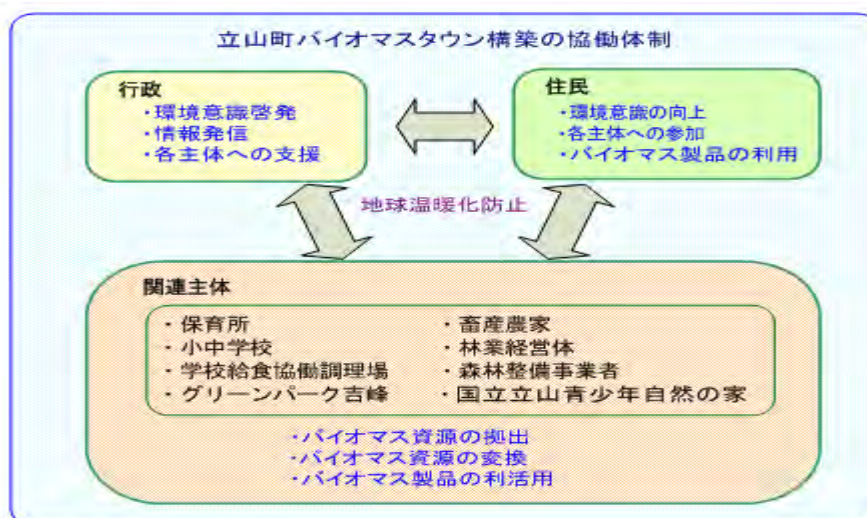 立山町バイオマスタウン構築の協働体制
行政
・環境意識啓発
・情報発信
・各主体への支援
住民
・環境意識の向上
・各主体への参加
・バイオマス製品の利用
地球温暖化防止
関連主体
・保育所
・小中学校
・学校給食協働調理場
・グリーンパーク吉峰
・畜産農家
・林業経営体
・森林整備事業者
・国立立山青少年自然の家
・バイオマス資源の拠出
・バイオマス資源の変換
・バイオマス製品の利活用